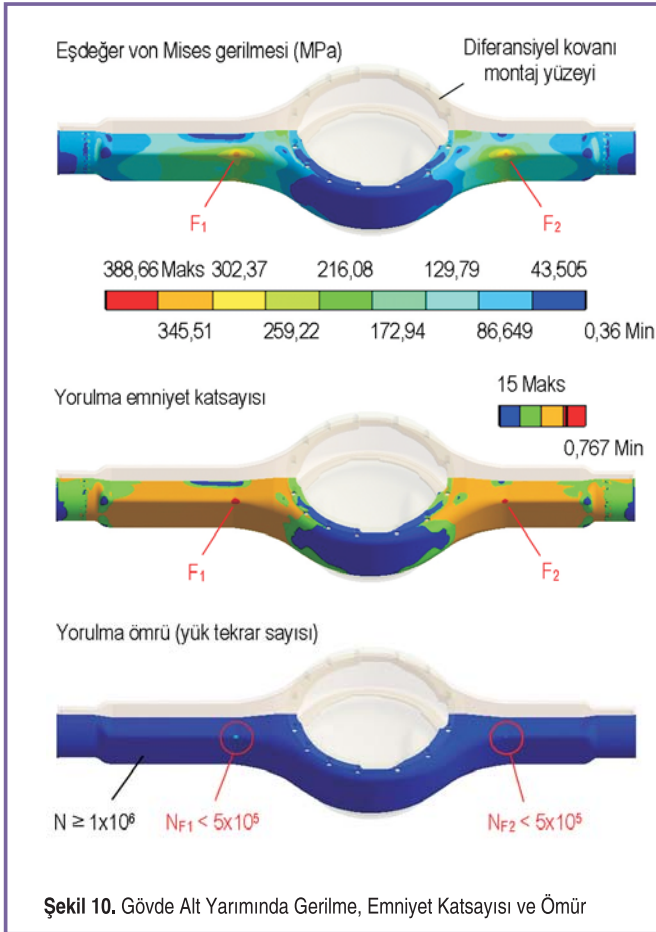 Eşdeğer von Mises gerilmesi (MPa)
Diferansiyel kovanı
montaj yüzeyi
F₁
F₂
388,66 Maks 302,37 216,08 129,79 43,505
345,51 259,22 172,94 86,649 0,36 Min
Yorulma emniyet katsayısı
15 Maks
0,767 Min
F₁
F₂
Yorulma ömrü (yük tekrar sayısı)
N ≥ 1x10⁶
N_F1 < 5x10⁵
N_F2 < 5x10⁵
Şekil 10. Gövde Alt Yarımında Gerilme, Emniyet Katsayısı ve Ömür